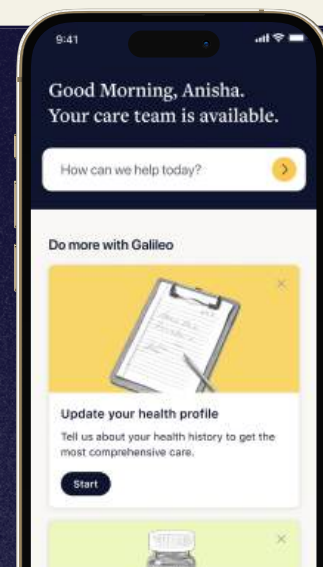 9:41
Good Morning, Anisha.
Your care team is available.
How can we help today?
Do more with Galileo
Update your health profile
Tell us about your health history to get the
most comprehensive care.
Start